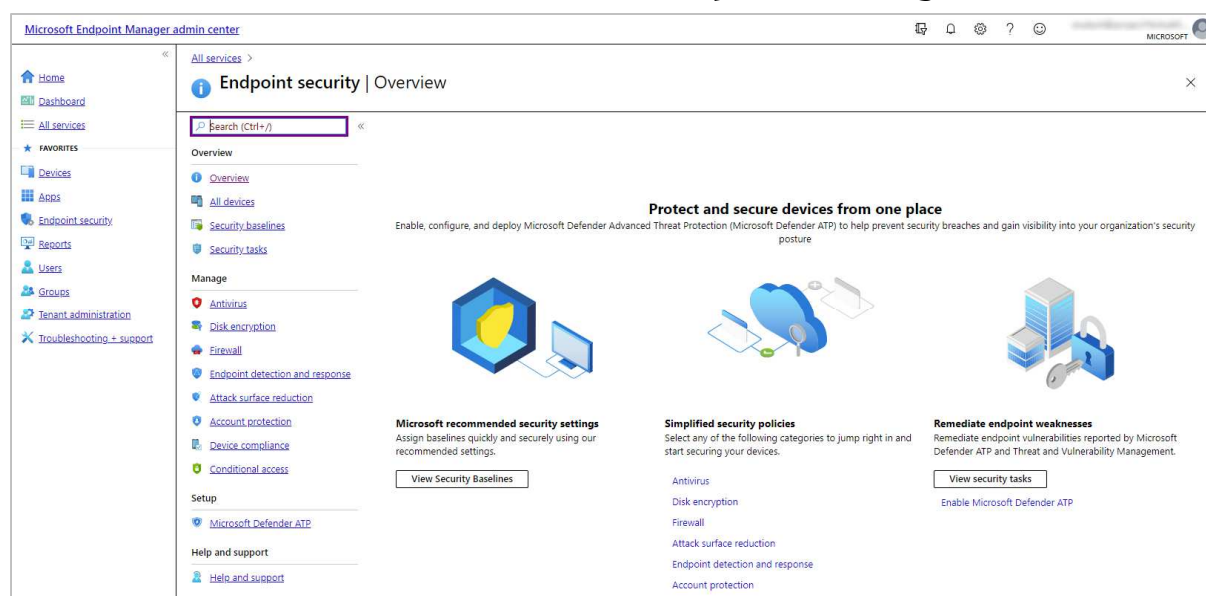 Microsoft Endpoint Manager admin center
MICROSOFT
«
Home
Dashboard
All services
FAVORITES
Devices
Apps
Endpoint security
Reports
Users
Groups
Tenant administration
Troubleshooting + support
All services >
Endpoint security | Overview
Search (Ctrl+/)
«
Overview
Overview
All devices
Security baselines
Security tasks
Manage
Antivirus
Disk encryption
Firewall
Endpoint detection and response
Attack surface reduction
Account protection
Device compliance
Conditional access
Setup
Microsoft Defender ATP
Help and support
Help and support
Protect and secure devices from one place
Enable, configure, and deploy Microsoft Defender Advanced Threat Protection (Microsoft Defender ATP) to help prevent security breaches and gain visibility into your organization's security
posture
Microsoft recommended security settings
Assign baselines quickly and securely using our
recommended settings.
View Security Baselines
Simplified security policies
Select any of the following categories to jump right in and
start securing your devices.
Antivirus
Disk encryption
Firewall
Attack surface reduction
Endpoint detection and response
Account protection
Remediate endpoint weaknesses
Remediate endpoint vulnerabilities reported by Microsoft
Defender ATP and Threat and Vulnerability Management.
View security tasks
Enable Microsoft Defender ATP